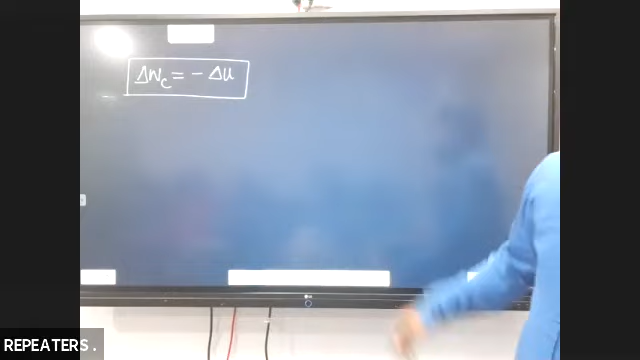 ΔW_c = - ΔU
REPEATERS .